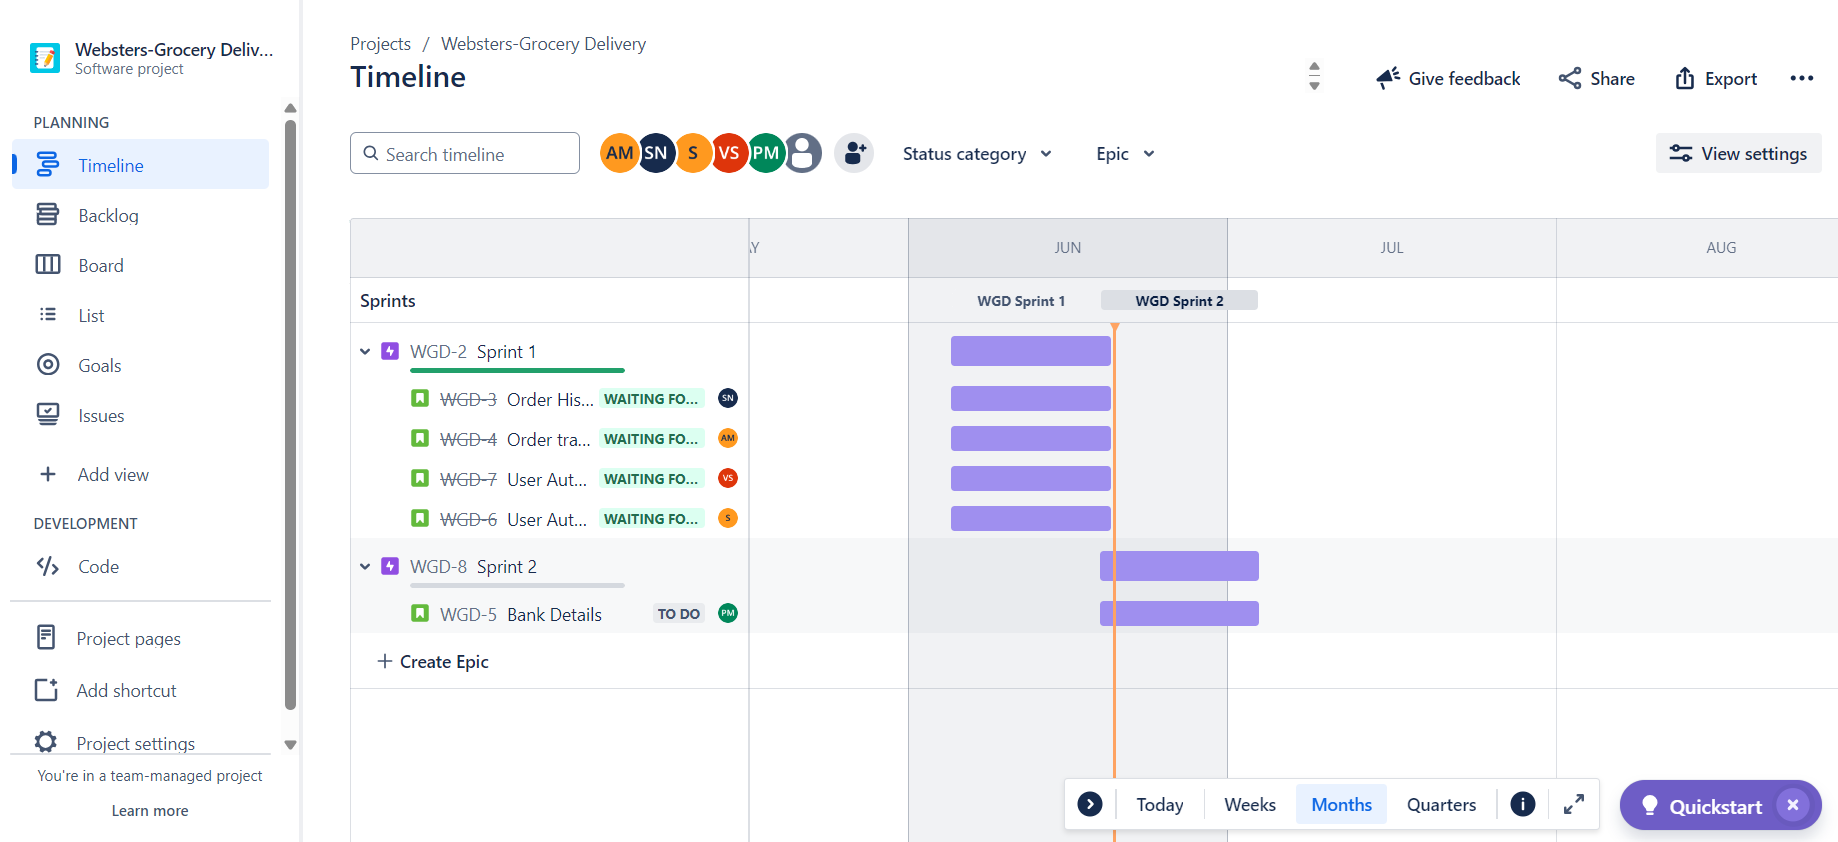 Websters-Grocery Deliv...
Software project
PLANNING
Timeline
Backlog
Board
List
Goals
Issues
Add view
DEVELOPMENT
Code
Project pages
Add shortcut
Project settings
You're in a team-managed project
Learn more
Projects / Websters-Grocery Delivery
Timeline
Give feedback
Share
Export
Search timeline
AM SN S VS PM
Status category
Epic
View settings
JUN JUL AUG
Sprints
WGD Sprint 1
WGD Sprint 2
WGD-2 Sprint 1
WGD-3 Order His... WAITING FO... SN
WGD-4 Order tra... WAITING FO... AM
WGD-7 User Aut... WAITING FO... VS
WGD-6 User Aut... WAITING FO... S
WGD-8 Sprint 2
WGD-5 Bank Details TO DO PM
+ Create Epic
Today
Weeks
Months
Quarters
Quickstart